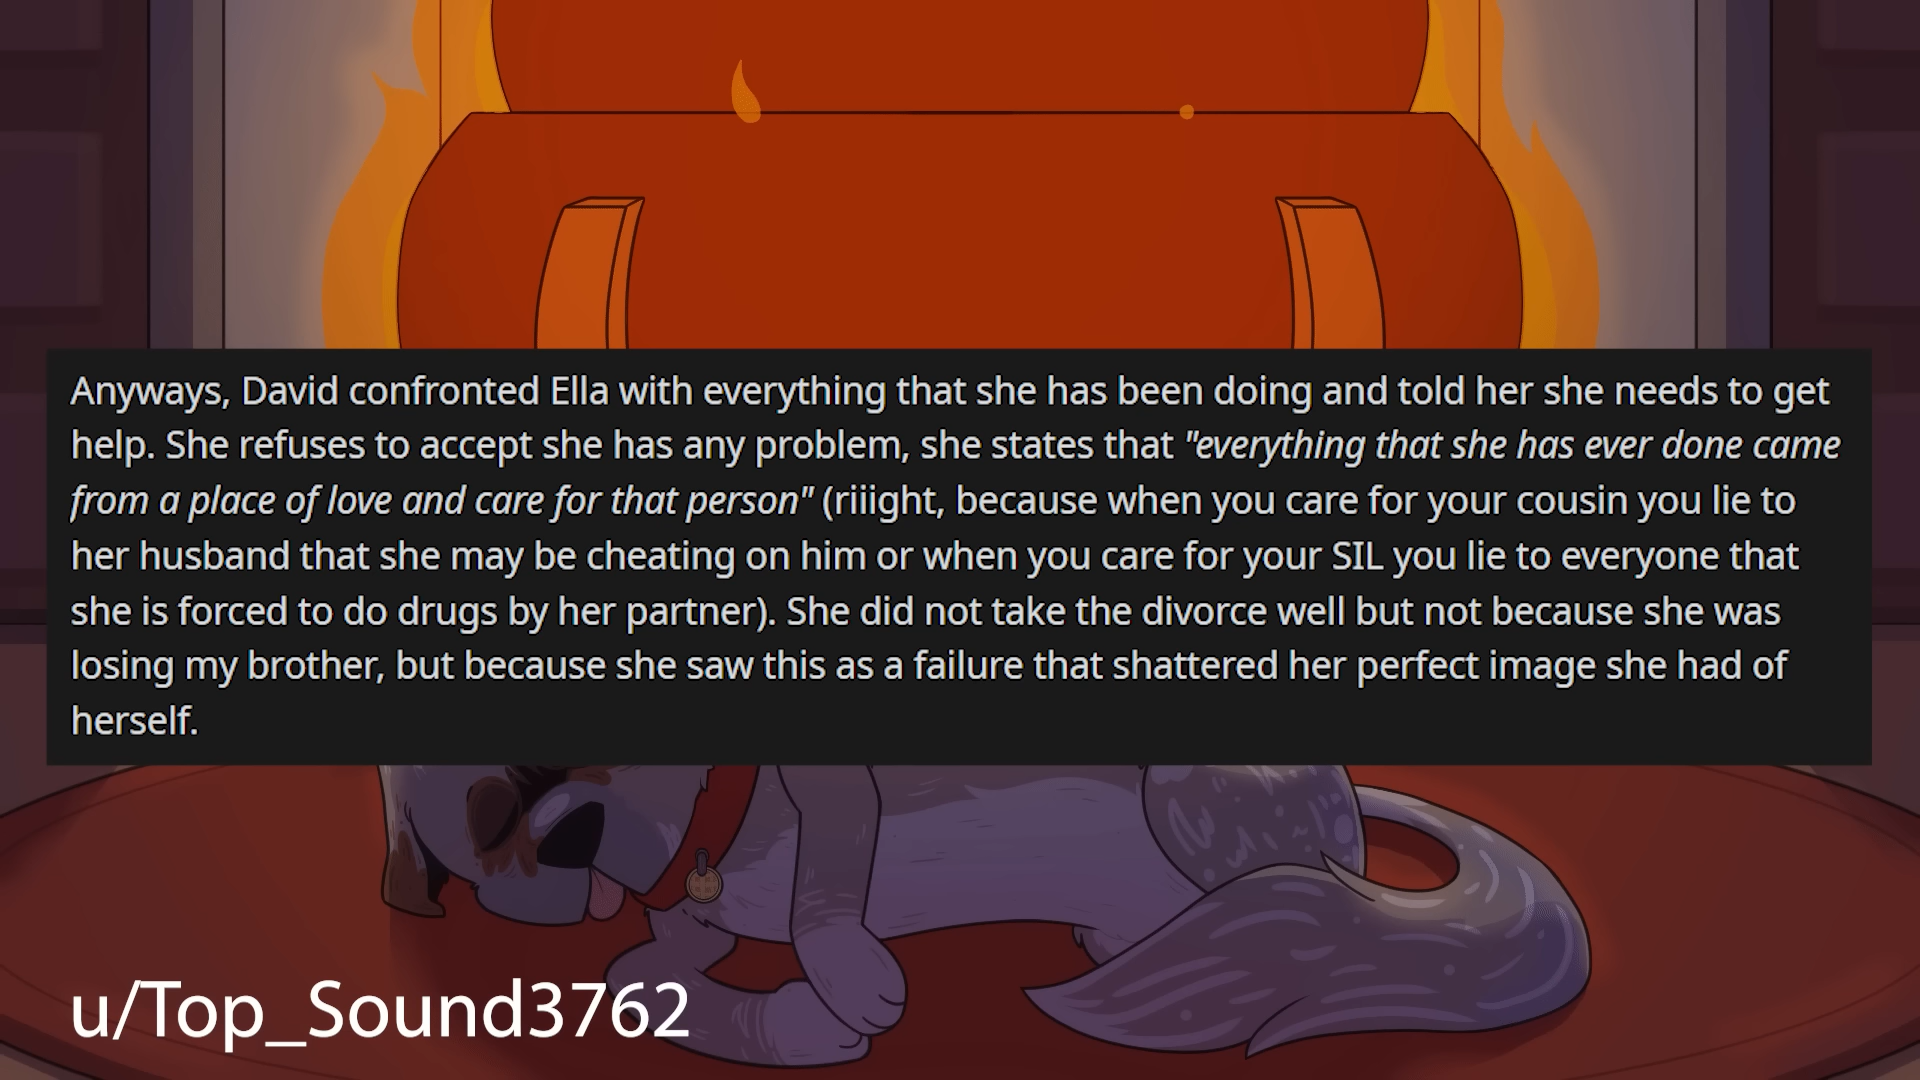 Anyways, David confronted Ella with everything that she has been doing and told her she needs to get
help. She refuses to accept she has any problem, she states that "everything that she has ever done came
from a place of love and care for that person" (riiight, because when you care for your cousin you lie to
her husband that she may be cheating on him or when you care for your SIL you lie to everyone that
she is forced to do drugs by her partner). She did not take the divorce well but not because she was
losing my brother, but because she saw this as a failure that shattered her perfect image she had of
herself.
u/Top_Sound3762